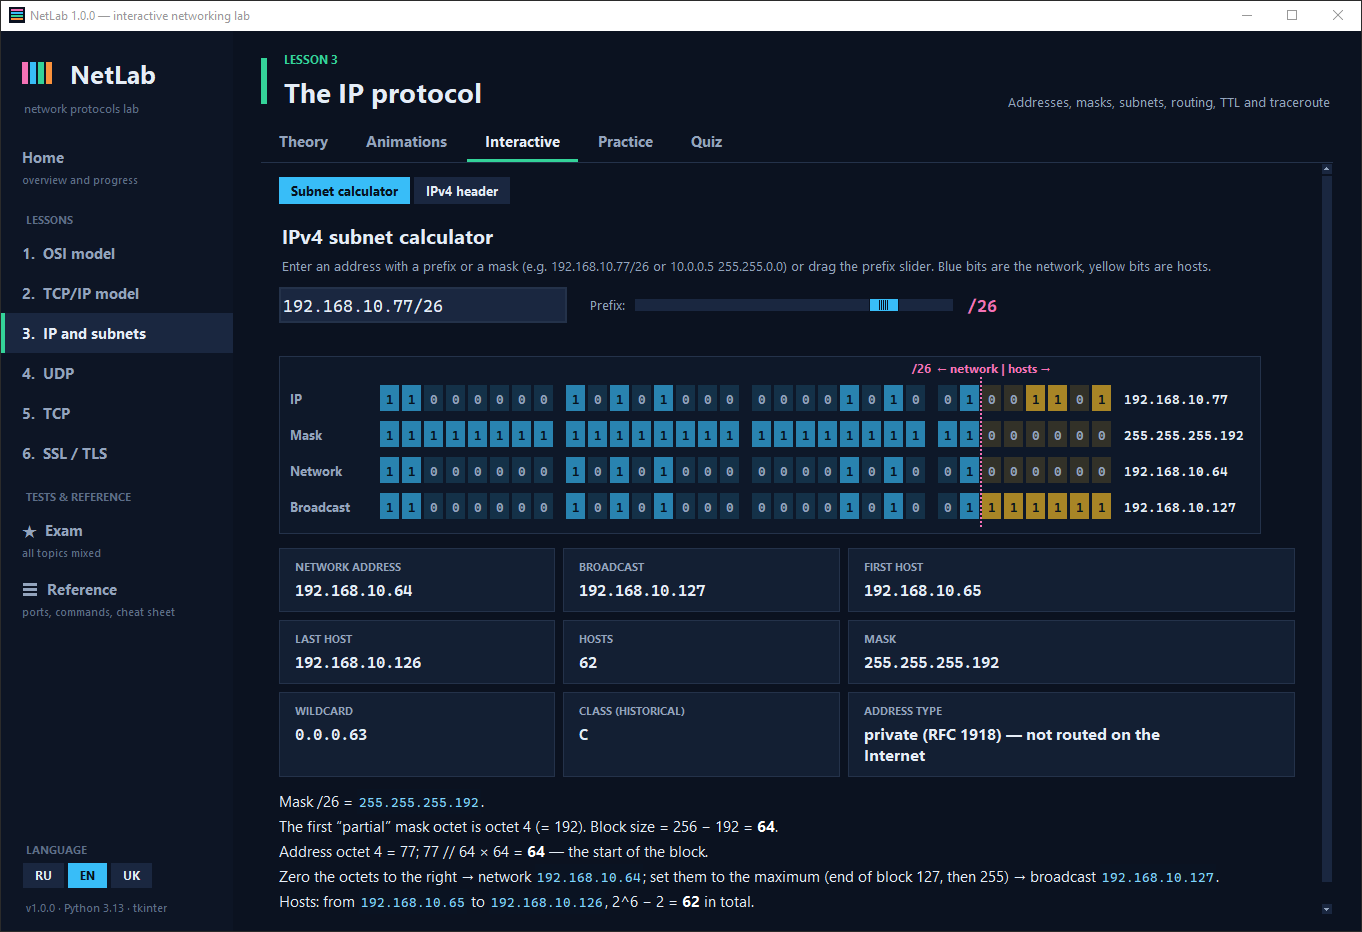 NetLab 1.0.0 — interactive networking lab
NetLab
network protocols lab
Home
overview and progress
LESSONS
1. OSI model
2. TCP/IP model
3. IP and subnets
4. UDP
5. TCP
6. SSL / TLS
TESTS & REFERENCE
★ Exam
all topics mixed
Reference
ports, commands, cheat sheet
LANGUAGE
RU EN UK
v1.0.0 · Python 3.13 · tkinter
LESSON 3
The IP protocol
Addresses, masks, subnets, routing, TTL and traceroute
Theory Animations Interactive Practice Quiz
Subnet calculator IPv4 header
IPv4 subnet calculator
Enter an address with a prefix or a mask (e.g. 192.168.10.77/26 or 10.0.0.5 255.255.0.0) or drag the prefix slider. Blue bits are the network, yellow bits are hosts.
192.168.10.77/26 Prefix: /26
/26 ← network | hosts →
IP 1 1 0 0 0 0 0 0 1 0 1 0 1 0 0 0 0 0 0 0 1 0 1 0 0 1 0 0 1 1 0 1 192.168.10.77
Mask 1 1 1 1 1 1 1 1 1 1 1 1 1 1 1 1 1 1 1 1 1 1 1 1 1 1 0 0 0 0 0 0 255.255.255.192
Network 1 1 0 0 0 0 0 0 1 0 1 0 1 0 0 0 0 0 0 0 1 0 1 0 0 1 0 0 0 0 0 0 192.168.10.64
Broadcast 1 1 0 0 0 0 0 0 1 0 1 0 1 0 0 0 0 0 0 0 1 0 1 0 0 1 1 1 1 1 1 1 192.168.10.127
NETWORK ADDRESS
192.168.10.64
BROADCAST
192.168.10.127
FIRST HOST
192.168.10.65
LAST HOST
192.168.10.126
HOSTS
62
MASK
255.255.255.192
WILDCARD
0.0.0.63
CLASS (HISTORICAL)
C
ADDRESS TYPE
private (RFC 1918) — not routed on the
Internet
Mask /26 = 255.255.255.192.
The first “partial” mask octet is octet 4 (= 192). Block size = 256 − 192 = 64.
Address octet 4 = 77; 77 // 64 × 64 = 64 — the start of the block.
Zero the octets to the right → network 192.168.10.64; set them to the maximum (end of block 127, then 255) → broadcast 192.168.10.127.
Hosts: from 192.168.10.65 to 192.168.10.126, 2^6 − 2 = 62 in total.